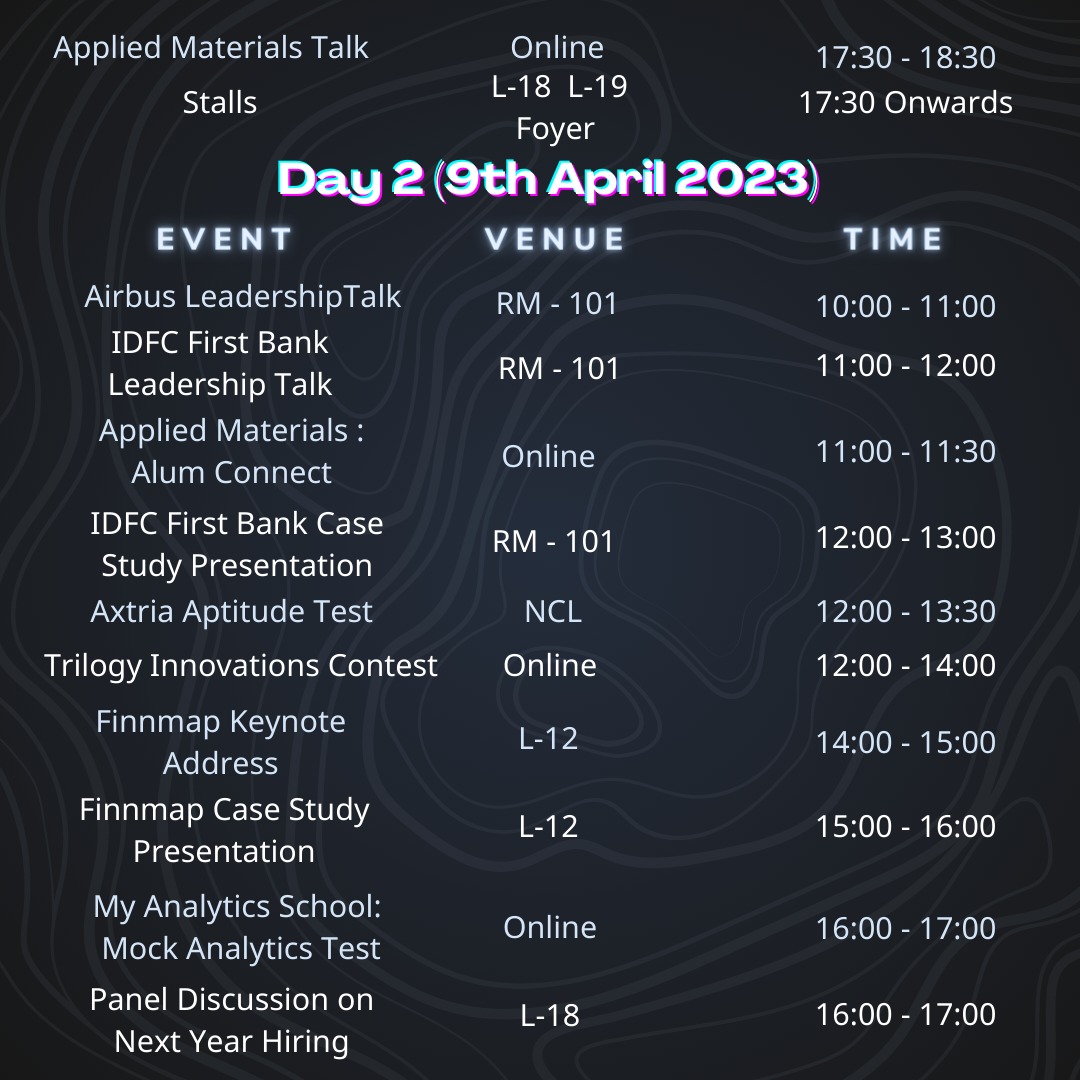 Applied Materials Talk Online 17:30 - 18:30
Stalls L-18 L-19 Foyer 17:30 Onwards
Day 2 (9th April 2023)
EVENT VENUE TIME
Airbus LeadershipTalk RM - 101 10:00 - 11:00
IDFC First Bank
Leadership Talk RM - 101 11:00 - 12:00
Applied Materials :
Alum Connect Online 11:00 - 11:30
IDFC First Bank Case
Study Presentation RM - 101 12:00 - 13:00
Axtria Aptitude Test NCL 12:00 - 13:30
Trilogy Innovations Contest Online 12:00 - 14:00
Finnmap Keynote
Address L-12 14:00 - 15:00
Finnmap Case Study
Presentation L-12 15:00 - 16:00
My Analytics School:
Mock Analytics Test Online 16:00 - 17:00
Panel Discussion on
Next Year Hiring L-18 16:00 - 17:00